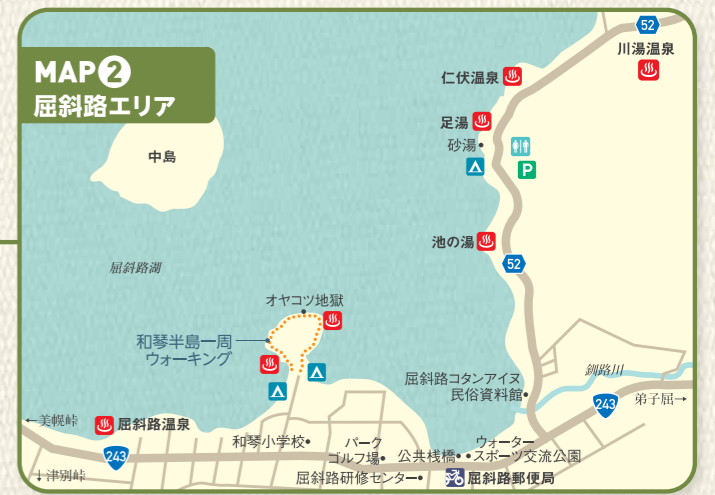 MAP❷
屈斜路エリア
52
川湯温泉
仁伏温泉
足湯
砂湯
P
中島
池の湯
52
屈斜路湖
オヤコツ地獄
和琴半島一周
ウォーキング
釧路川
屈斜路コタンアイヌ
民俗資料館
243
弟子屈→
←美幌峠
屈斜路温泉
243
和琴小学校
パーク
ゴルフ場
公共桟橋
ウォーター
スポーツ交流公園
↓津別峠
屈斜路研修センター
屈斜路郵便局